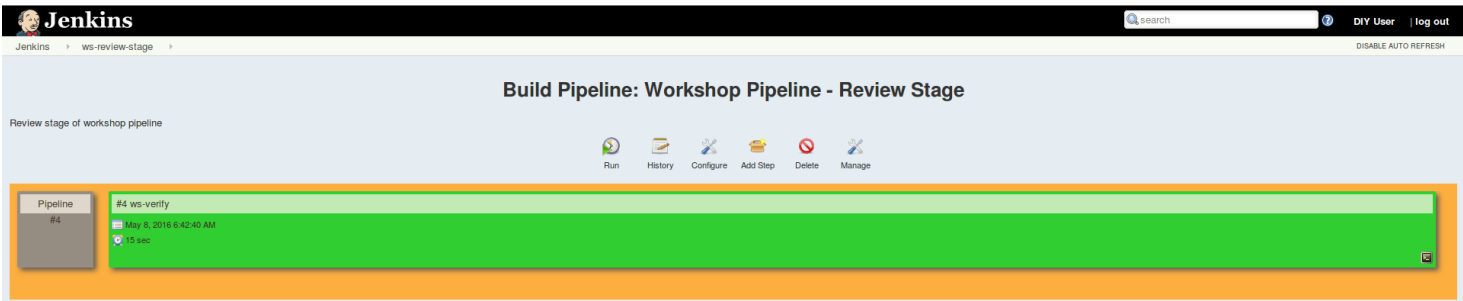 Jenkins
search
DIY User | log out
Jenkins ws-review-stage
DISABLE AUTO REFRESH
Build Pipeline: Workshop Pipeline - Review Stage
Review stage of workshop pipeline
Run History Configure Add Step Delete Manage
Pipeline
#4
#4 ws-verify
May 8, 2016 6:42:40 AM
15 sec